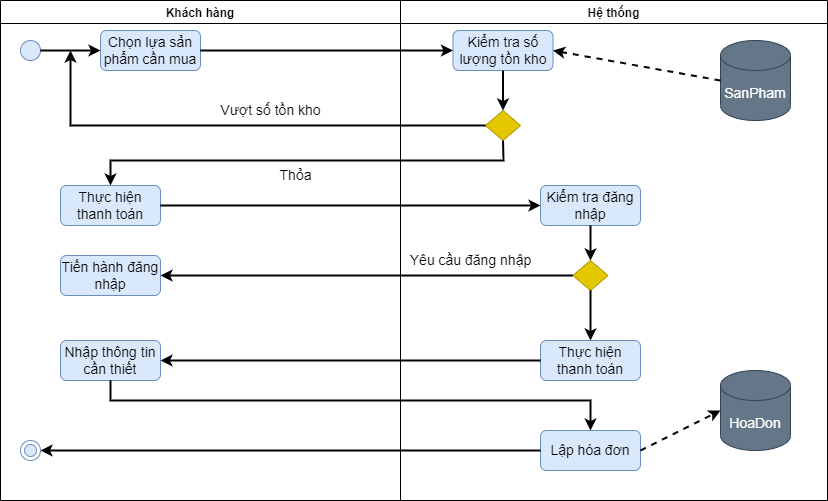 Khách hàng
Hệ thống
Chọn lựa sản
phẩm cần mua
Kiểm tra số
lượng tồn kho
SanPham
Vượt số tồn kho
Thỏa
Thực hiện
thanh toán
Kiểm tra đăng
nhập
Yêu cầu đăng nhập
Tiến hành đăng
nhập
Nhập thông tin
cần thiết
Thực hiện
thanh toán
HoaDon
Lập hóa đơn